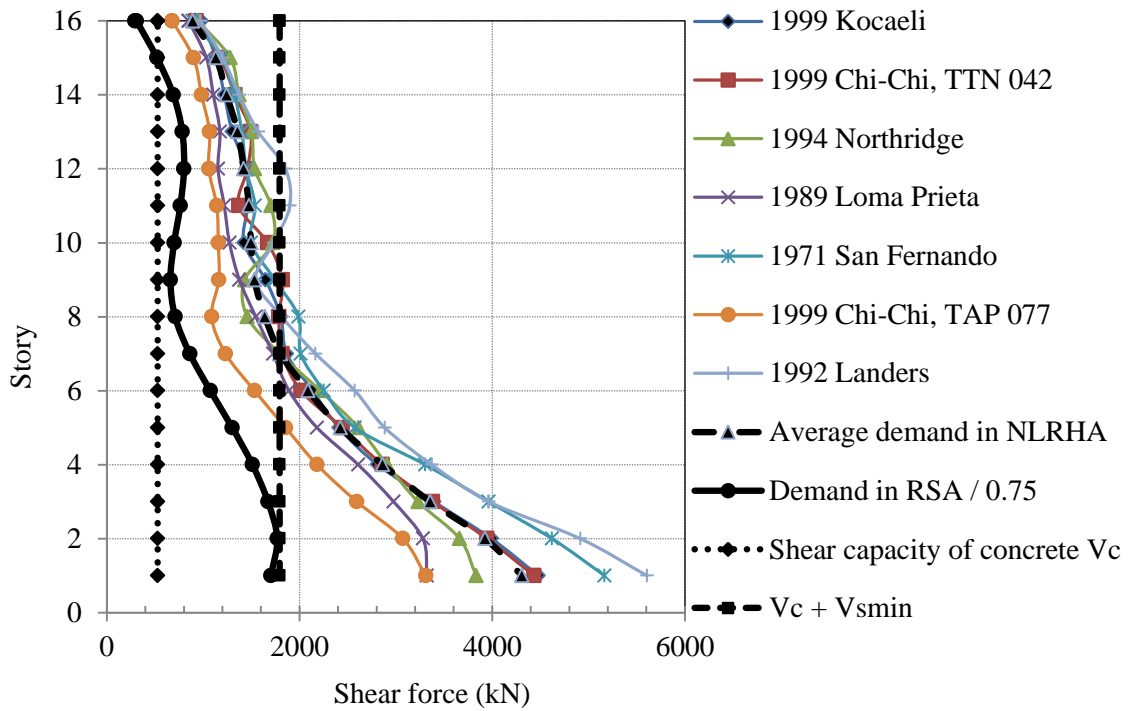 16
14
12
10
8
6
4
2
0
Story
0
2000
4000
6000
Shear force (kN)
1999 Kocaeli
1999 Chi-Chi, TTN 042
1994 Northridge
1989 Loma Prieta
1971 San Fernando
1999 Chi-Chi, TAP 077
1992 Landers
Average demand in NLRHA
Demand in RSA / 0.75
Shear capacity of concrete Vc
Vc + Vsmin